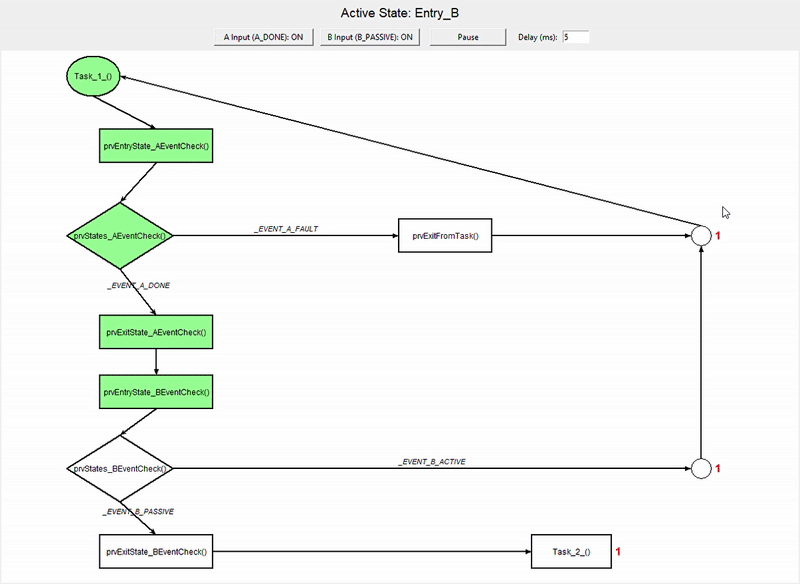 Active State: Entry_B
A Input (A_DONE): ON
B Input (B_PASSIVE): ON
Pause
Delay (ms): 5
Task_1_()
prvEntryState_AEventCheck()
prvStates_AEventCheck()
_EVENT_A_FAULT
prvExitFromTask()
1
_EVENT_A_DONE
prvExitState_AEventCheck()
prvEntryState_BEventCheck()
prvStates_BEventCheck()
_EVENT_B_ACTIVE
1
_EVENT_B_PASSIVE
prvExitState_BEventCheck()
Task_2_()
1